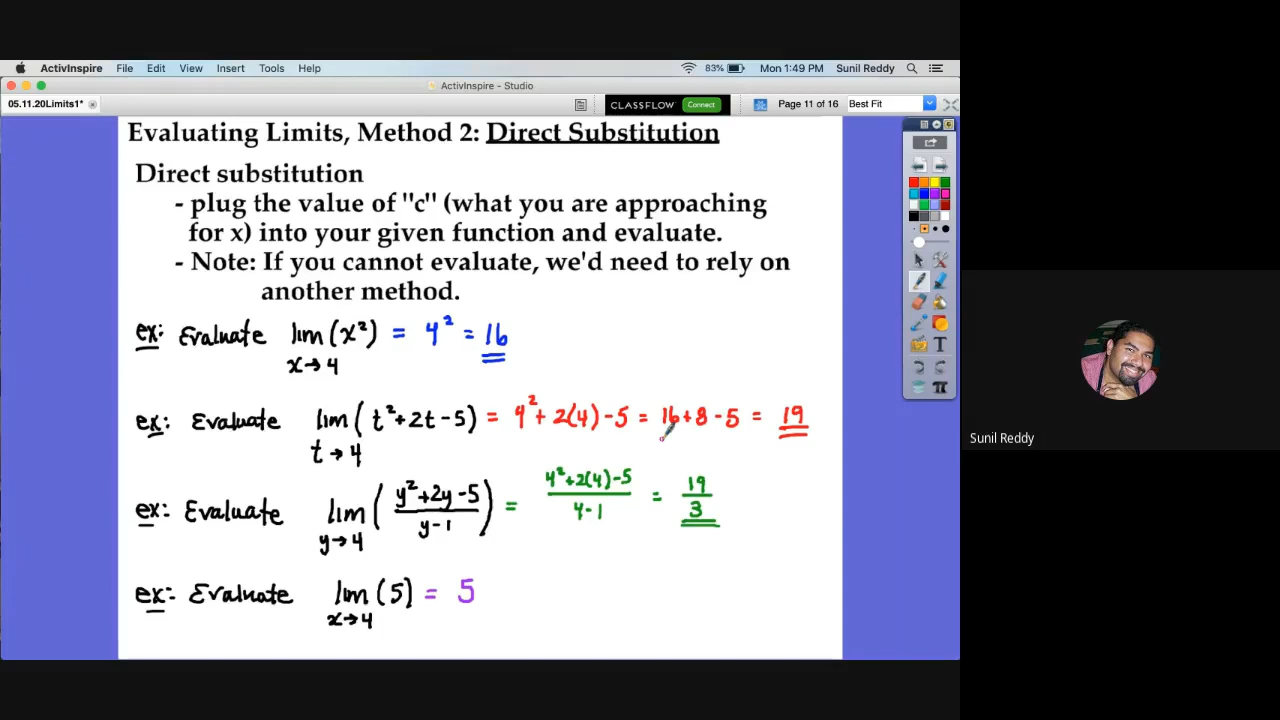 ActivInspire File Edit View Insert Tools Help 83% Mon 1:49 PM Sunil Reddy
ActivInspire - Studio
05.11.20Limits1* CLASSFLOW Connect Page 11 of 16 Best Fit
Evaluating Limits, Method 2: Direct Substitution
Direct substitution
- plug the value of "c" (what you are approaching
for x) into your given function and evaluate.
- Note: If you cannot evaluate, we'd need to rely on
another method.
ex: Evaluate lim (x²) = 4² = 16
x→4
ex: Evaluate lim (t²+2t-5) = 4²+2(4)-5 = 16+8-5 = 19
t→4
ex: Evaluate lim (y²+2y-5 / y-1) = 4²+2(4)-5 / 4-1 = 19/3
y→4
ex: Evaluate lim (5) = 5
x→4
Sunil Reddy